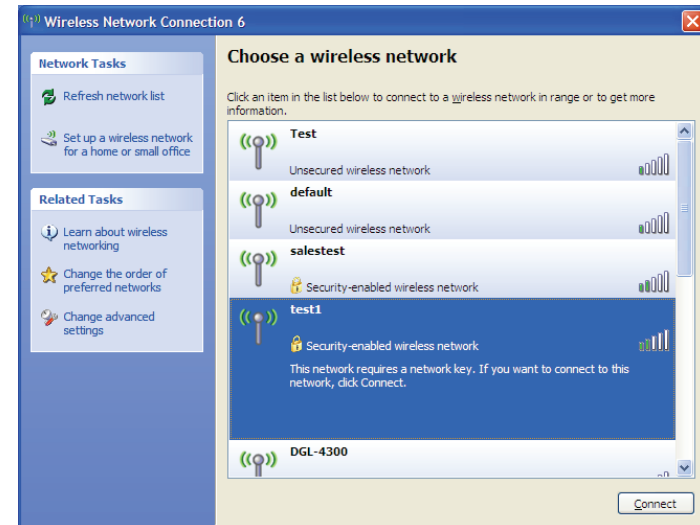 Wireless Network Connection 6
Network Tasks
Refresh network list
Set up a wireless network
for a home or small office
Related Tasks
Learn about wireless
networking
Change the order of
preferred networks
Change advanced
settings
Choose a wireless network
Click an item in the list below to connect to a wireless network in range or to get more
information.
Test
Unsecured wireless network
default
Unsecured wireless network
salestest
Security-enabled wireless network
test1
Security-enabled wireless network
This network requires a network key. If you want to connect to this
network, click Connect.
DGL-4300
Connect